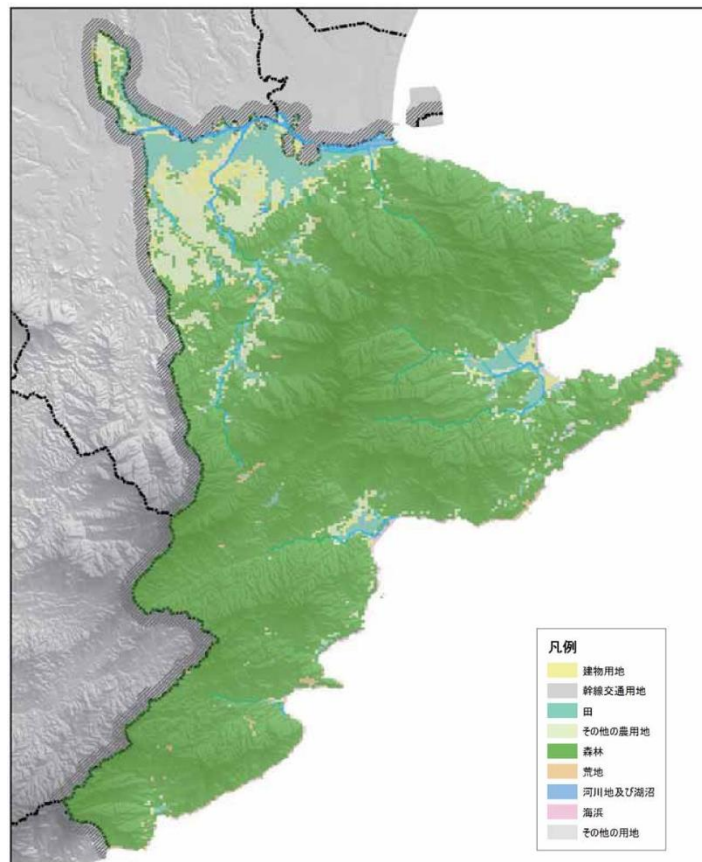 凡例
建物用地
幹線交通用地
田
その他の農用地
森林
荒地
河川地及び湖沼
海浜
その他の用地